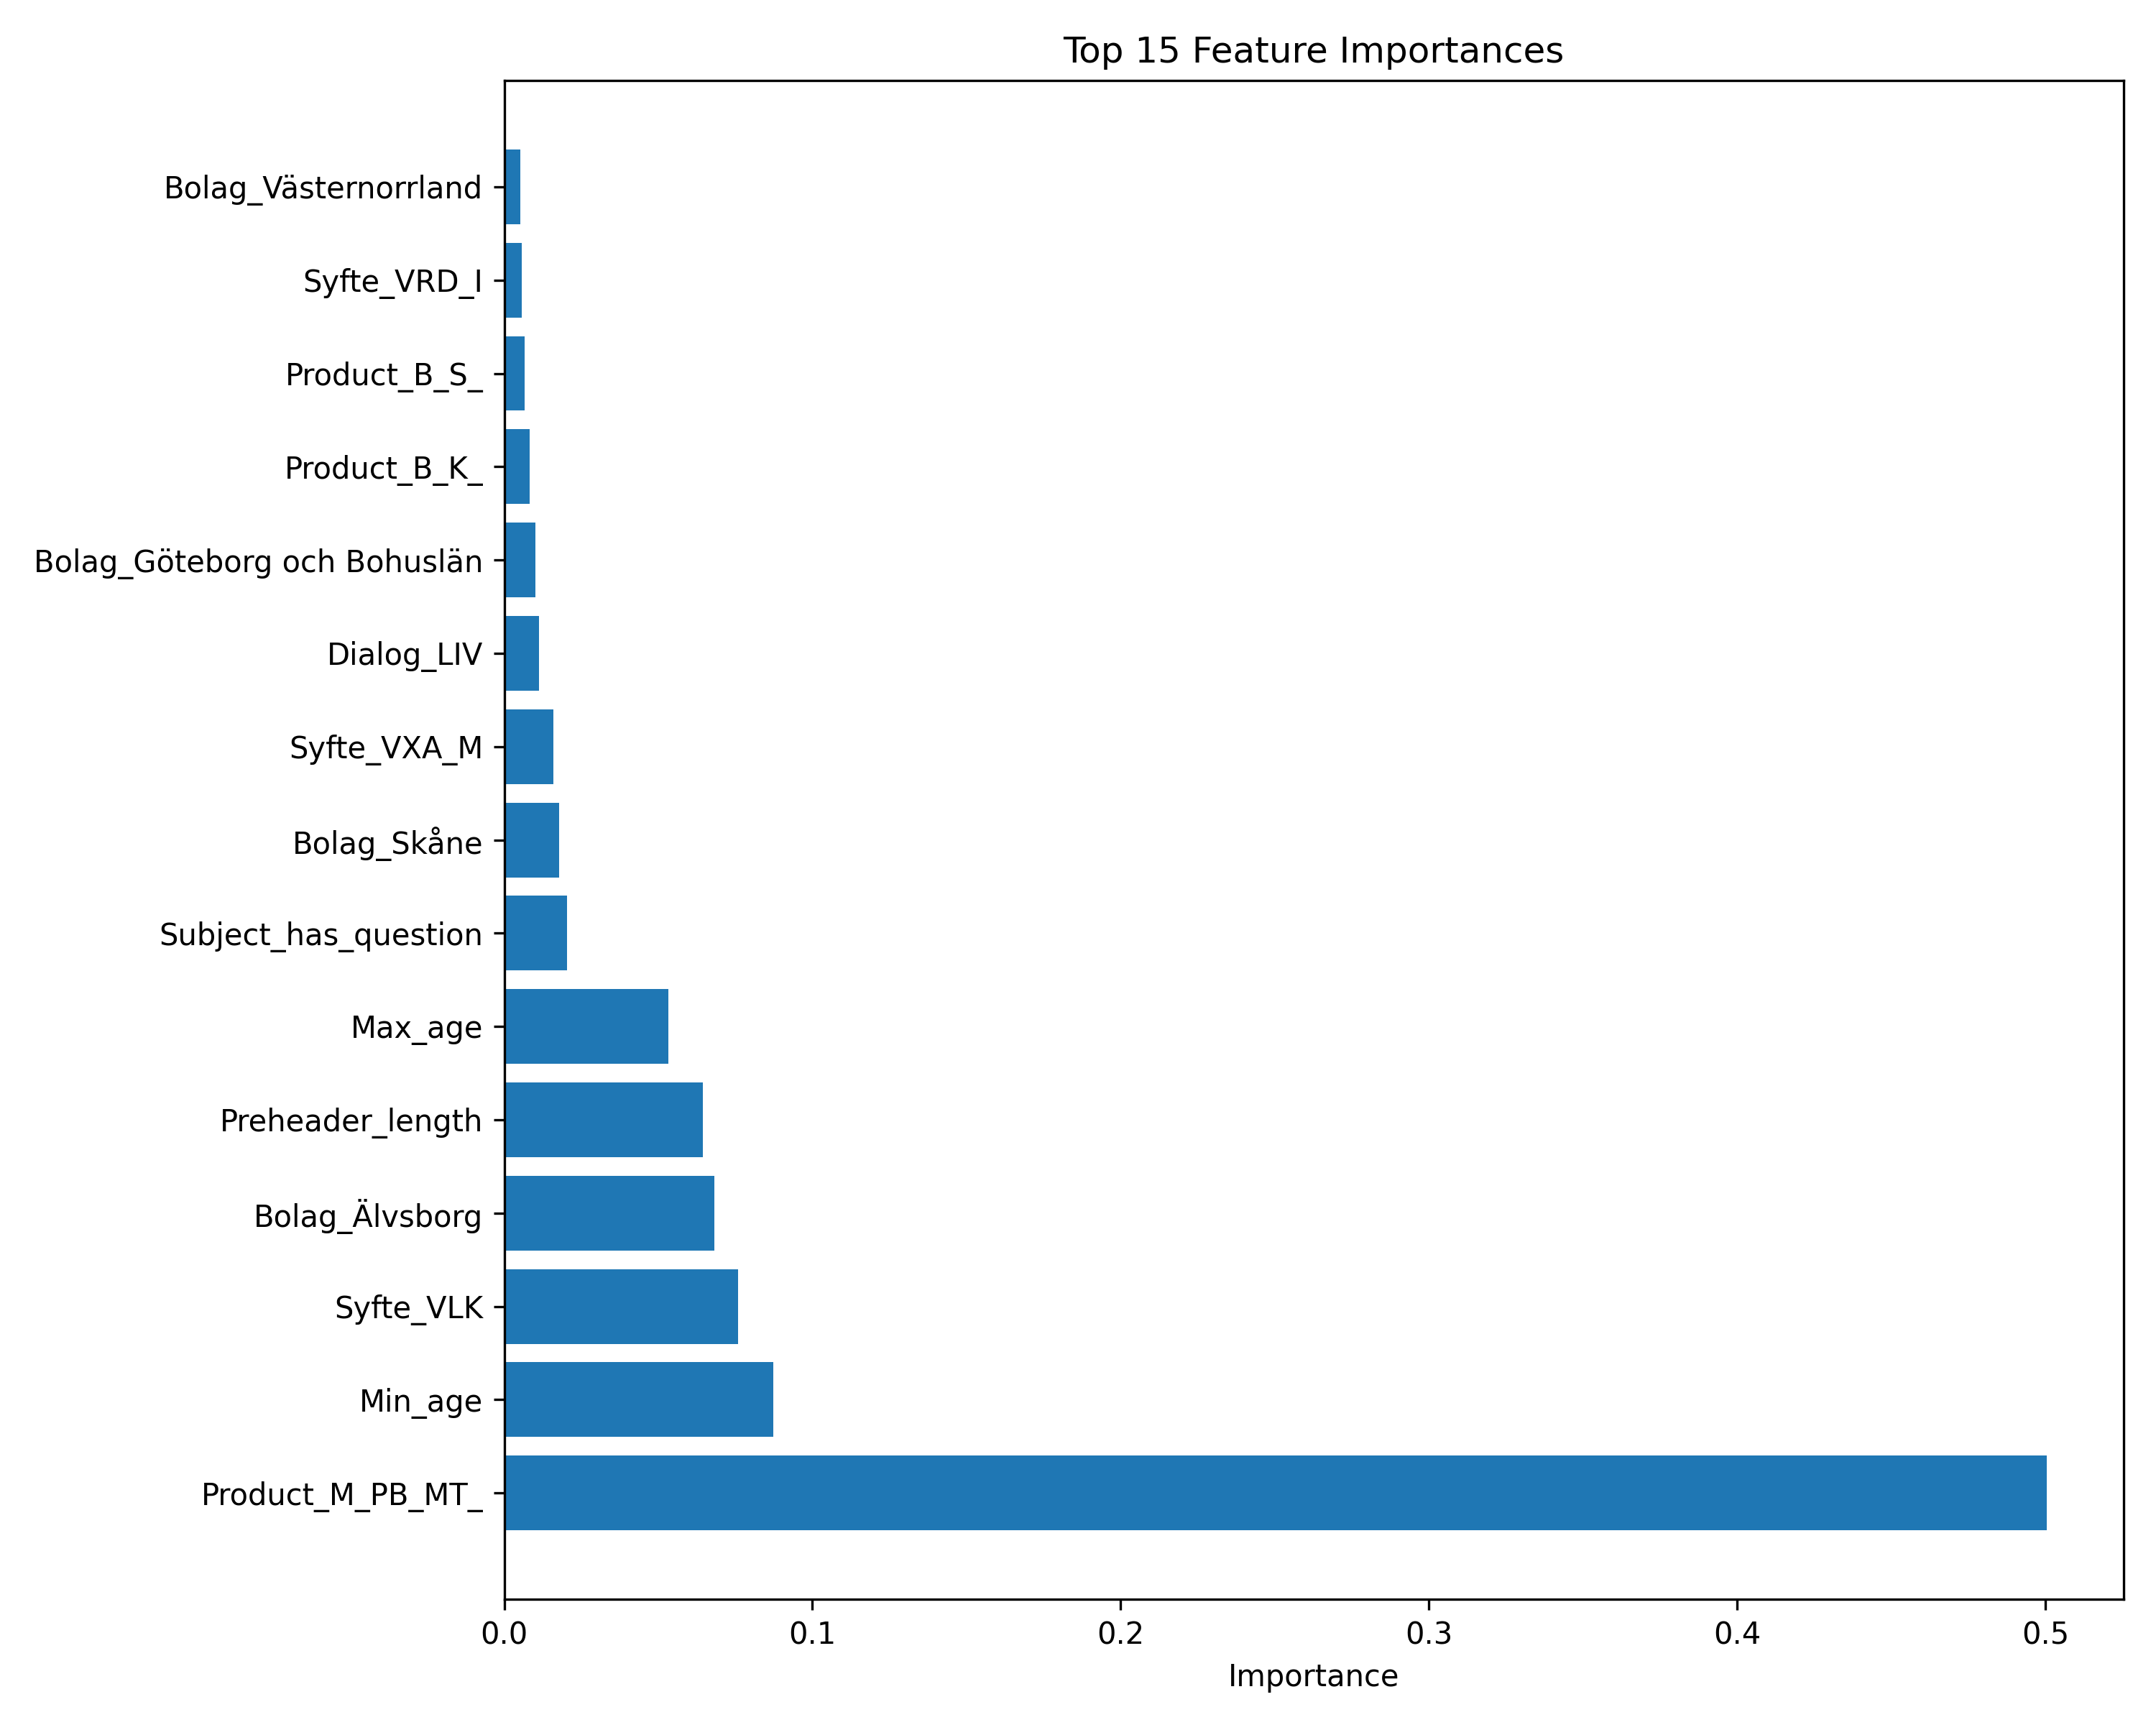 Top 15 Feature Importances
Bolag_Västernorrland
Syfte_VRD_I
Product_B_S_
Product_B_K_
Bolag_Göteborg och Bohuslän
Dialog_LIV
Syfte_VXA_M
Bolag_Skåne
Subject_has_question
Max_age
Preheader_length
Bolag_Älvsborg
Syfte_VLK
Min_age
Product_M_PB_MT_
0.0 0.1 0.2 0.3 0.4 0.5
Importance